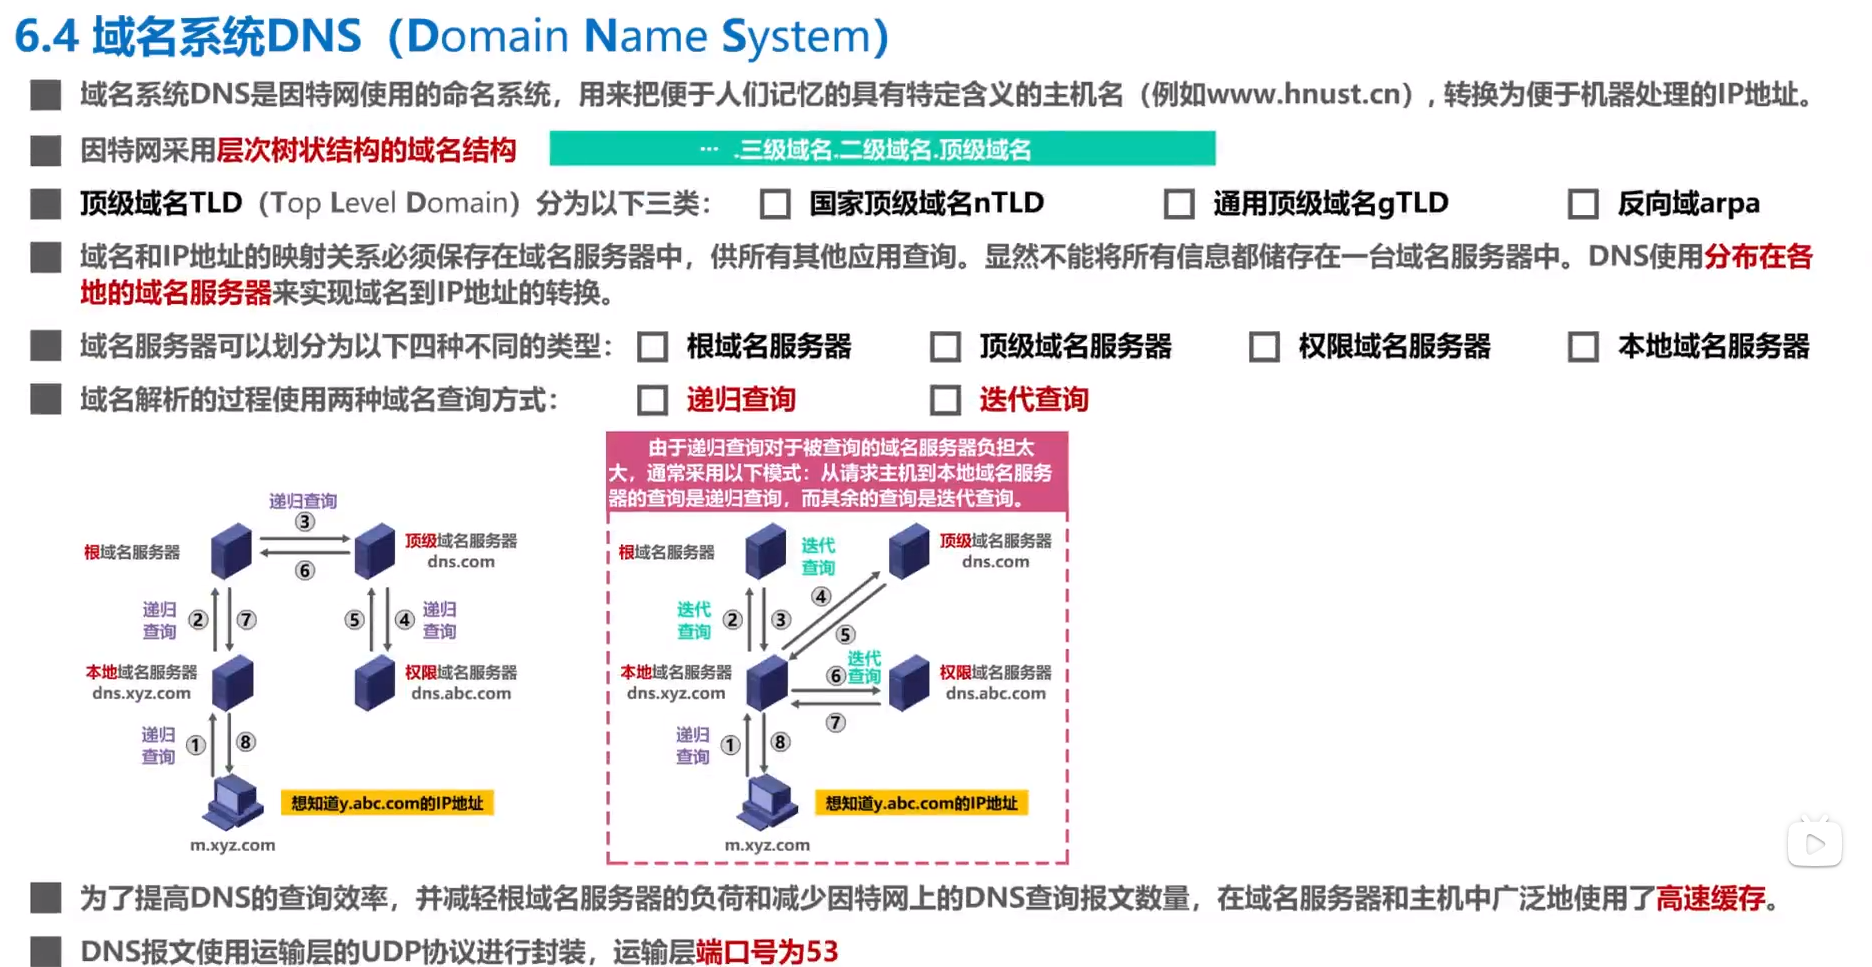 6.4 域名系统DNS（Domain Name System）
域名系统DNS是因特网使用的命名系统，用来把便于人们记忆的具有特定含义的主机名（例如www.hnust.cn）, 转换为便于机器处理的IP地址。
因特网采用层次树状结构的域名结构
··· .三级域名.二级域名.顶级域名
顶级域名TLD（Top Level Domain）分为以下三类： 国家顶级域名nTLD 通用顶级域名gTLD 反向域arpa
域名和IP地址的映射关系必须保存在域名服务器中，供所有其他应用查询。显然不能将所有信息都储存在一台域名服务器中。DNS使用分布在各
地的域名服务器来实现域名到IP地址的转换。
域名服务器可以划分为以下四种不同的类型： 根域名服务器 顶级域名服务器 权限域名服务器 本地域名服务器
域名解析的过程使用两种域名查询方式： 递归查询 迭代查询
递归查询
③
根域名服务器
顶级域名服务器
dns.com
⑥
递归
查询
② ⑦
⑤ ④
递归
查询
本地域名服务器
dns.xyz.com
权限域名服务器
dns.abc.com
递归
查询
① ⑧
想知道y.abc.com的IP地址
m.xyz.com
由于递归查询对于被查询的域名服务器负担太
大，通常采用以下模式：从请求主机到本地域名服务
器的查询是递归查询，而其余的查询是迭代查询。
根域名服务器
迭代
查询
顶级域名服务器
dns.com
④
迭代
查询
② ③
⑤
本地域名服务器
dns.xyz.com
迭代
⑥ 查询
权限域名服务器
dns.abc.com
⑦
递归
查询
① ⑧
想知道y.abc.com的IP地址
m.xyz.com
为了提高DNS的查询效率，并减轻根域名服务器的负荷和减少因特网上的DNS查询报文数量，在域名服务器和主机中广泛地使用了高速缓存。
DNS报文使用运输层的UDP协议进行封装，运输层端口号为53